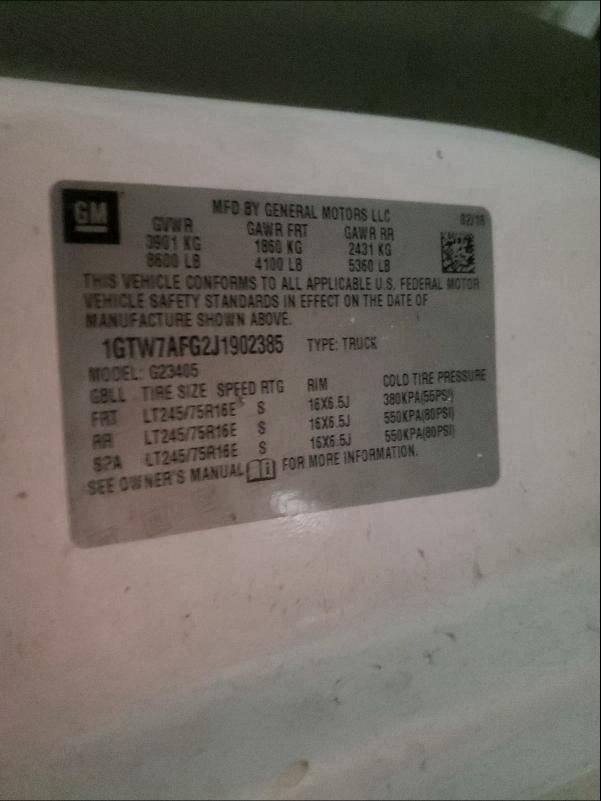 GM
MFD BY GENERAL MOTORS LLC 02/18
GVWR GAWR FRT GAWR RR
3901 KG 1860 KG 2431 KG
8600 LB 4100 LB 5360 LB
THIS VEHICLE CONFORMS TO ALL APPLICABLE U.S. FEDERAL MOTOR
VEHICLE SAFETY STANDARDS IN EFFECT ON THE DATE OF
MANUFACTURE SHOWN ABOVE.
1GTW7AFG2J1902385 TYPE: TRUCK
MODEL: G23405
GBLL TIRE SIZE SPEED RTG RIM COLD TIRE PRESSURE
FRT LT245/75R16E S 16X6.5J 380KPA(55PSI)
RR LT245/75R16E S 16X6.5J 550KPA(80PSI)
SPA LT245/75R16E S 16X6.5J 550KPA(80PSI)
SEE OWNER'S MANUAL FOR MORE INFORMATION.